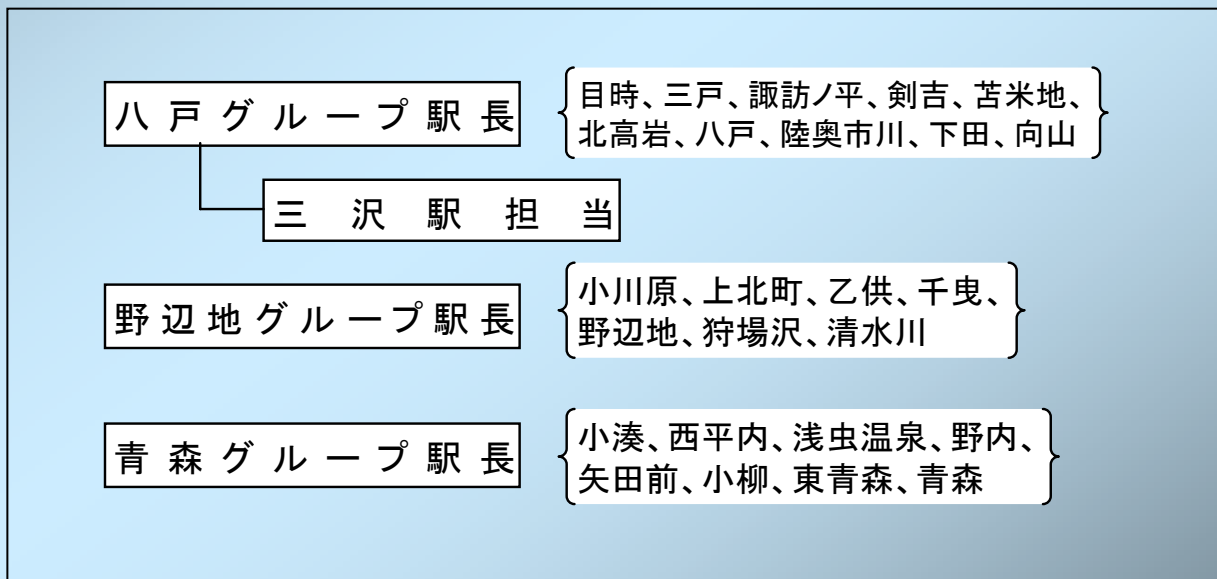 八戸グループ駅長
目時、三戸、諏訪ノ平、剣吉、苫米地、
北高岩、八戸、陸奥市川、下田、向山
三沢駅担当
野辺地グループ駅長
小川原、上北町、乙供、千曳、
野辺地、狩場沢、清水川
青森グループ駅長
小湊、西平内、浅虫温泉、野内、
矢田前、小柳、東青森、青森